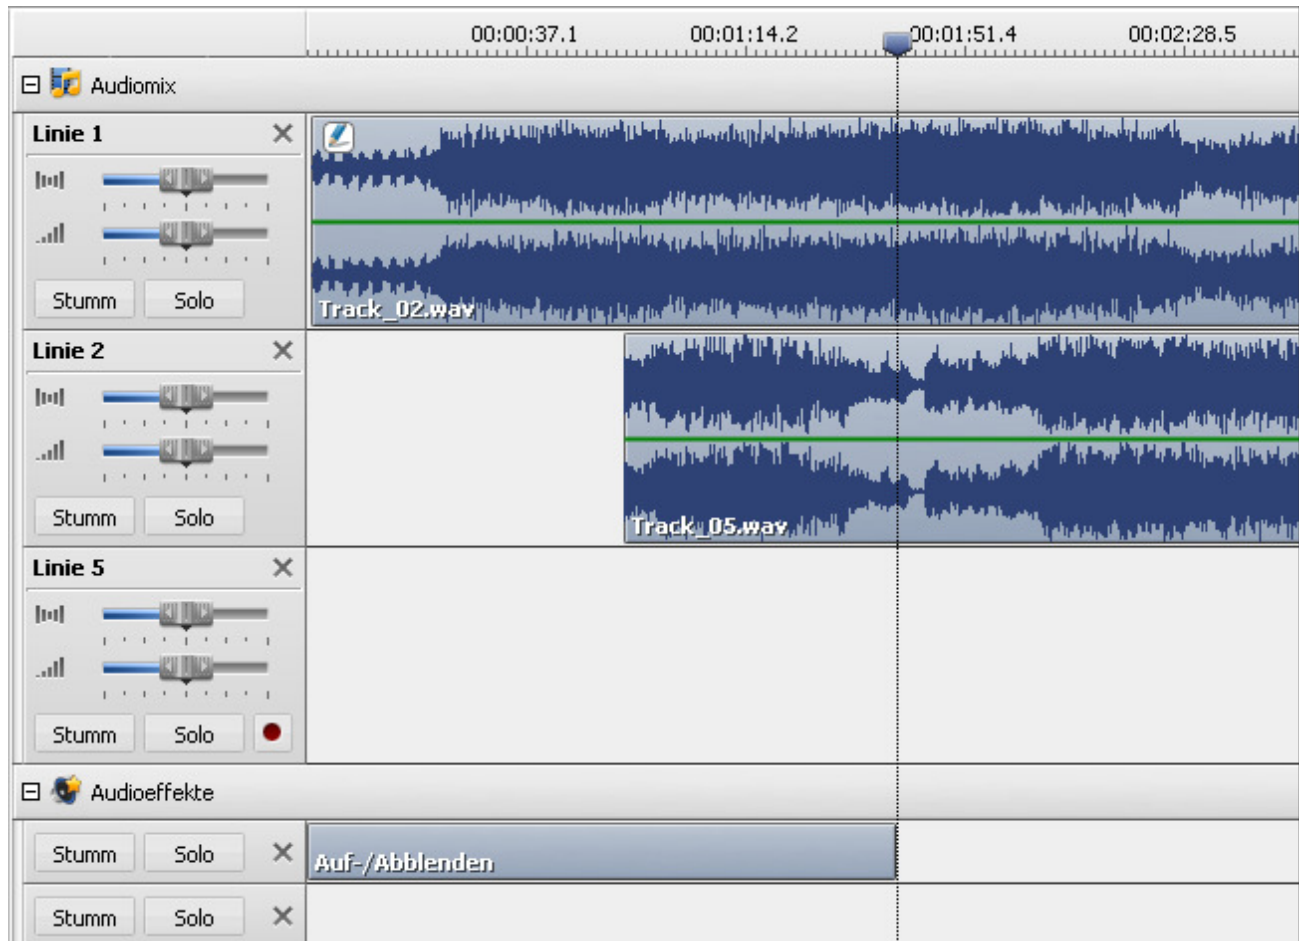 00:00:37.1 00:01:14.2 00:01:51.4 00:02:28.5
Audiomix
Linie 1
Stumm Solo
Track_02.wav
Linie 2
Stumm Solo
Track_05.wav
Linie 5
Stumm Solo
Audioeffekte
Stumm Solo
Auf-/Abblenden
Stumm Solo